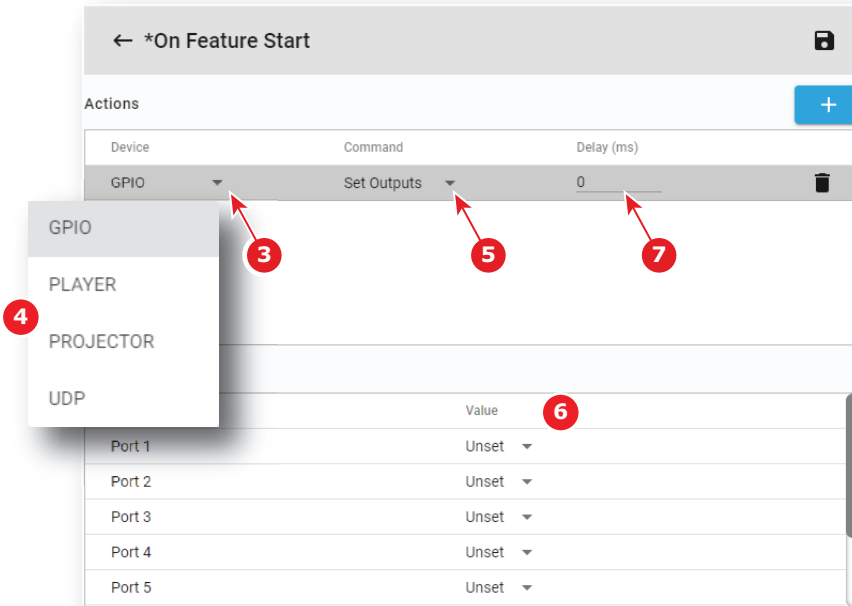 ← *On Feature Start
Actions
+
Device Command Delay (ms)
GPIO Set Outputs 0
3 5 7
GPIO
PLAYER
4
PROJECTOR
UDP
Value 6
Port 1 Unset
Port 2 Unset
Port 3 Unset
Port 4 Unset
Port 5 Unset